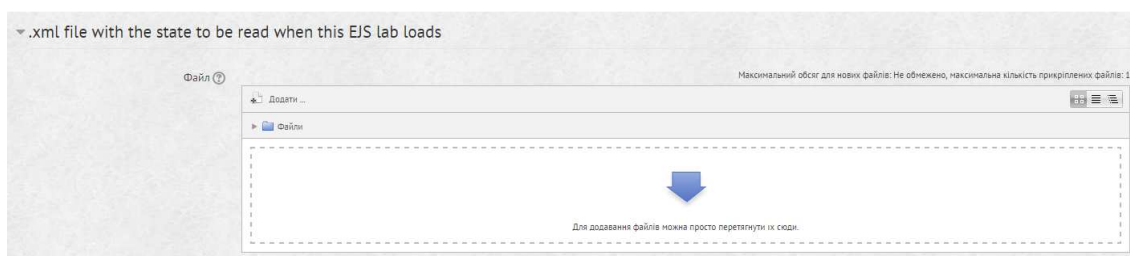 .xml file with the state to be read when this EJS lab loads
Файл
Максимальний обсяг для нових файлів: Не обмежено, максимальна кількість прикріплених файлів: 1
Додати ...
Файли
Для додавання файлів можна просто перетягнути їх сюди.